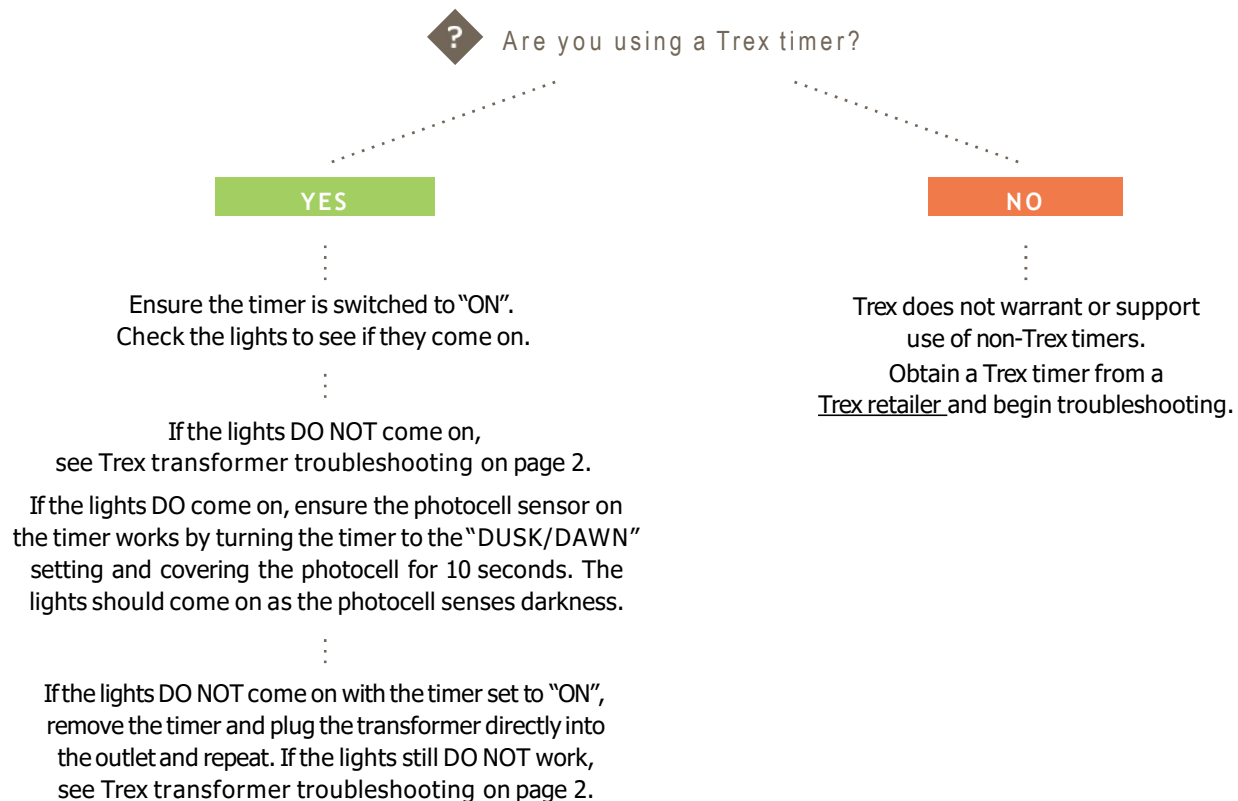 ?
Are you using a Trex timer?
YES
Ensure the timer is switched to “ON”.
Check the lights to see if they come on.
If the lights DO NOT come on,
see Trex transformer troubleshooting on page 2.
If the lights DO come on, ensure the photocell sensor on
the timer works by turning the timer to the “DUSK/DAWN”
setting and covering the photocell for 10 seconds. The
lights should come on as the photocell senses darkness.
If the lights DO NOT come on with the timer set to “ON”,
remove the timer and plug the transformer directly into
the outlet and repeat. If the lights still DO NOT work,
see Trex transformer troubleshooting on page 2.
NO
Trex does not warrant or support
use of non-Trex timers.
Obtain a Trex timer from a
Trex retailer and begin troubleshooting.